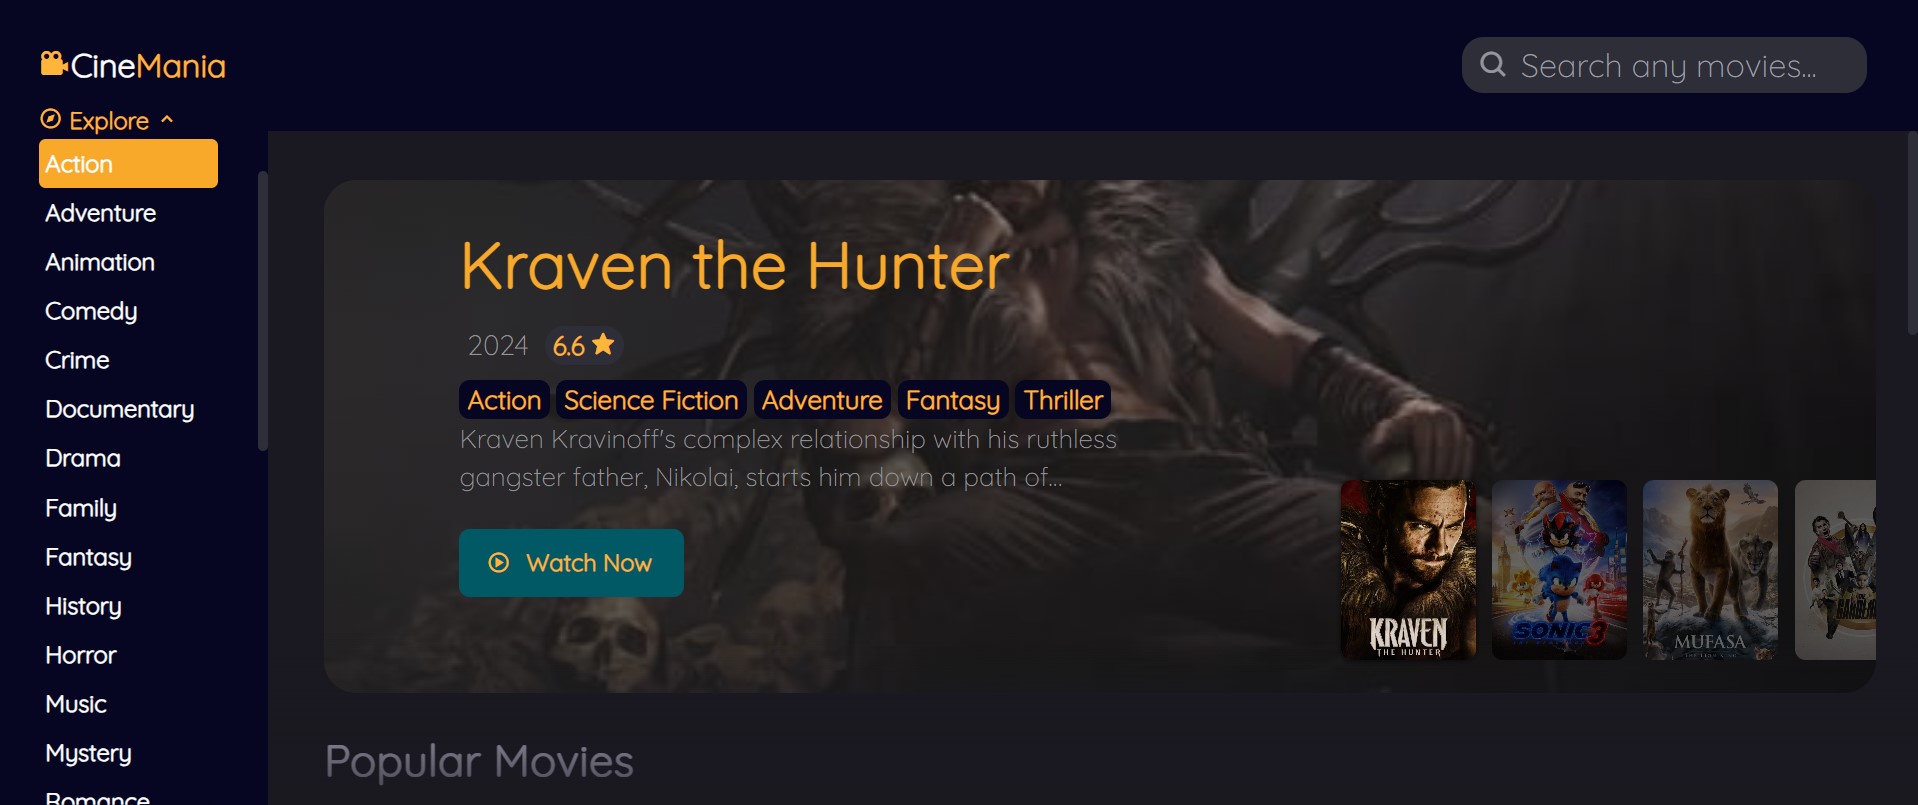 CineMania
Search any movies...
Explore
Action
Adventure
Animation
Comedy
Crime
Documentary
Drama
Family
Fantasy
History
Horror
Music
Mystery
Romance
Kraven the Hunter
2024 6.6
Action Science Fiction Adventure Fantasy Thriller
Kraven Kravinoff's complex relationship with his ruthless
gangster father, Nikolai, starts him down a path of...
Watch Now
KRAVEN
THE HUNTER
SONIC 3
MUFASA
Popular Movies